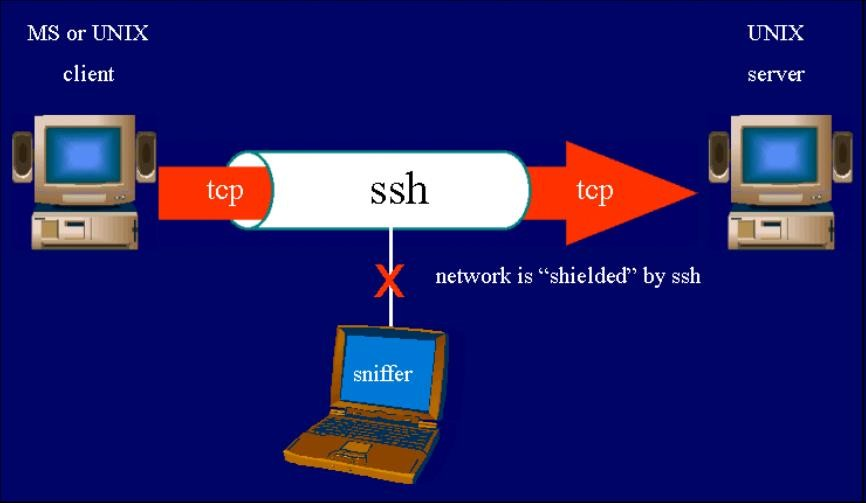 MS or UNIX
client
UNIX
server
tcp
ssh
tcp
X
network is “shielded” by ssh
sniffer